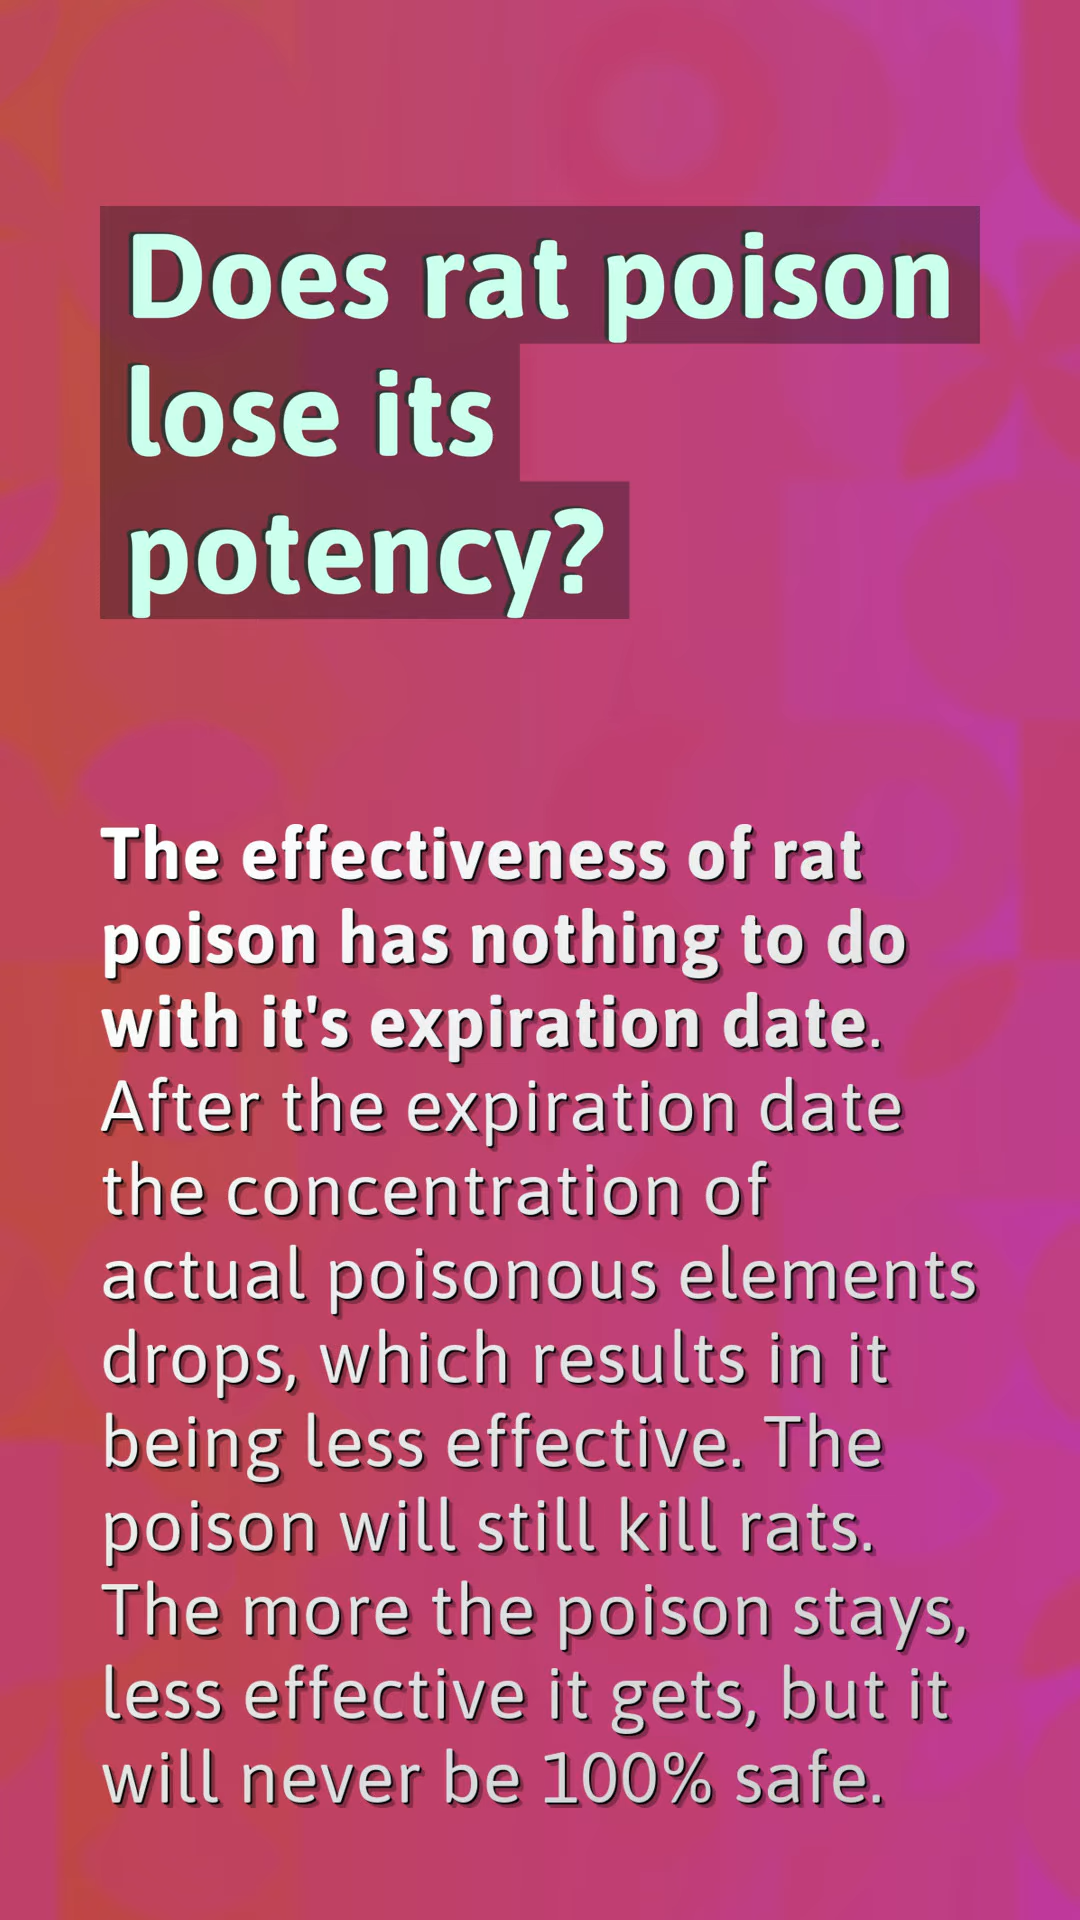 Does rat poison
lose its
potency?
The effectiveness of rat
poison has nothing to do
with it's expiration date.
After the expiration date
the concentration of
actual poisonous elements
drops, which results in it
being less effective. The
poison will still kill rats.
The more the poison stays,
less effective it gets, but it
will never be 100% safe.